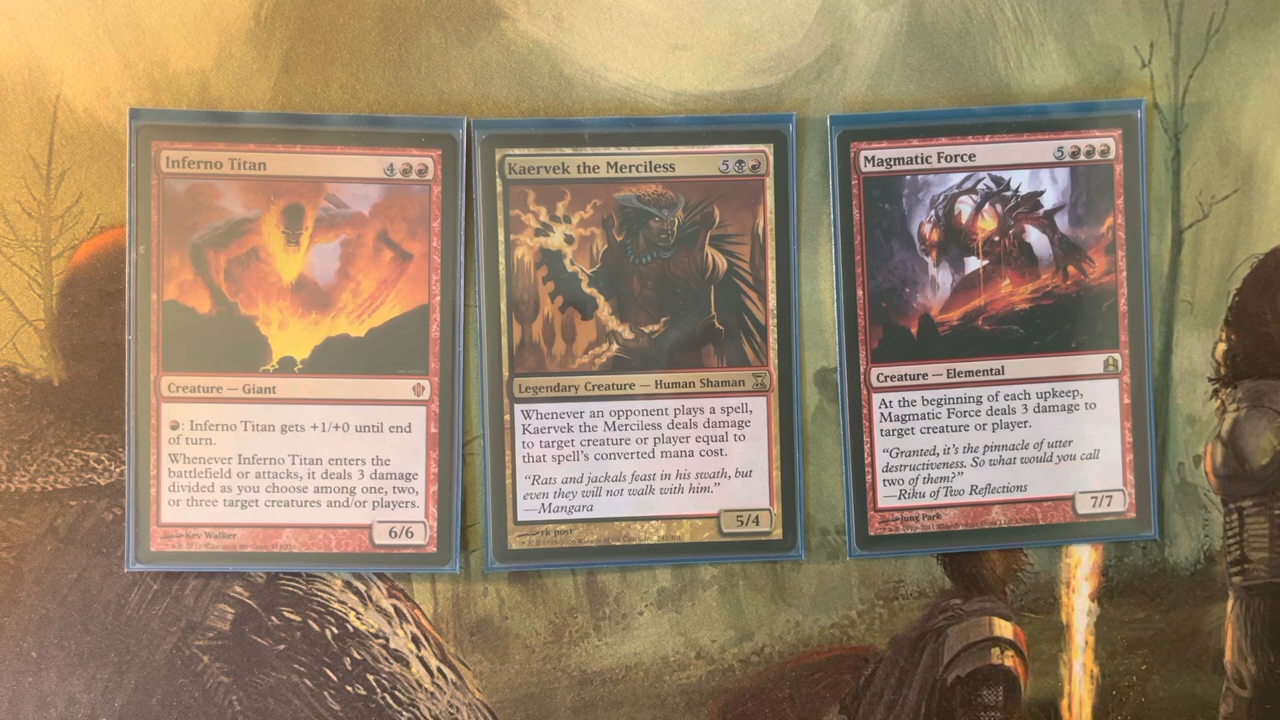 Inferno Titan 4
Creature — Giant
: Inferno Titan gets +1/+0 until end
of turn.
Whenever Inferno Titan enters the
battlefield or attacks, it deals 3 damage
divided as you choose among one, two,
or three target creatures and/or players.
Kev Walker
6/6
Kaervek the Merciless 5
Legendary Creature — Human Shaman
Whenever an opponent plays a spell,
Kaervek the Merciless deals damage
to target creature or player equal to
that spell's converted mana cost.
"Rats and jackals feast in his swath, but
even they will not walk with him."
—Mangara
rk post
5/4
Magmatic Force 5
Creature — Elemental
At the beginning of each upkeep,
Magmatic Force deals 3 damage to
target creature or player.
"Granted, it's the pinnacle of utter
destructiveness. So what would you call
two of them?"
—Riku of Two Reflections
Jung Park
7/7